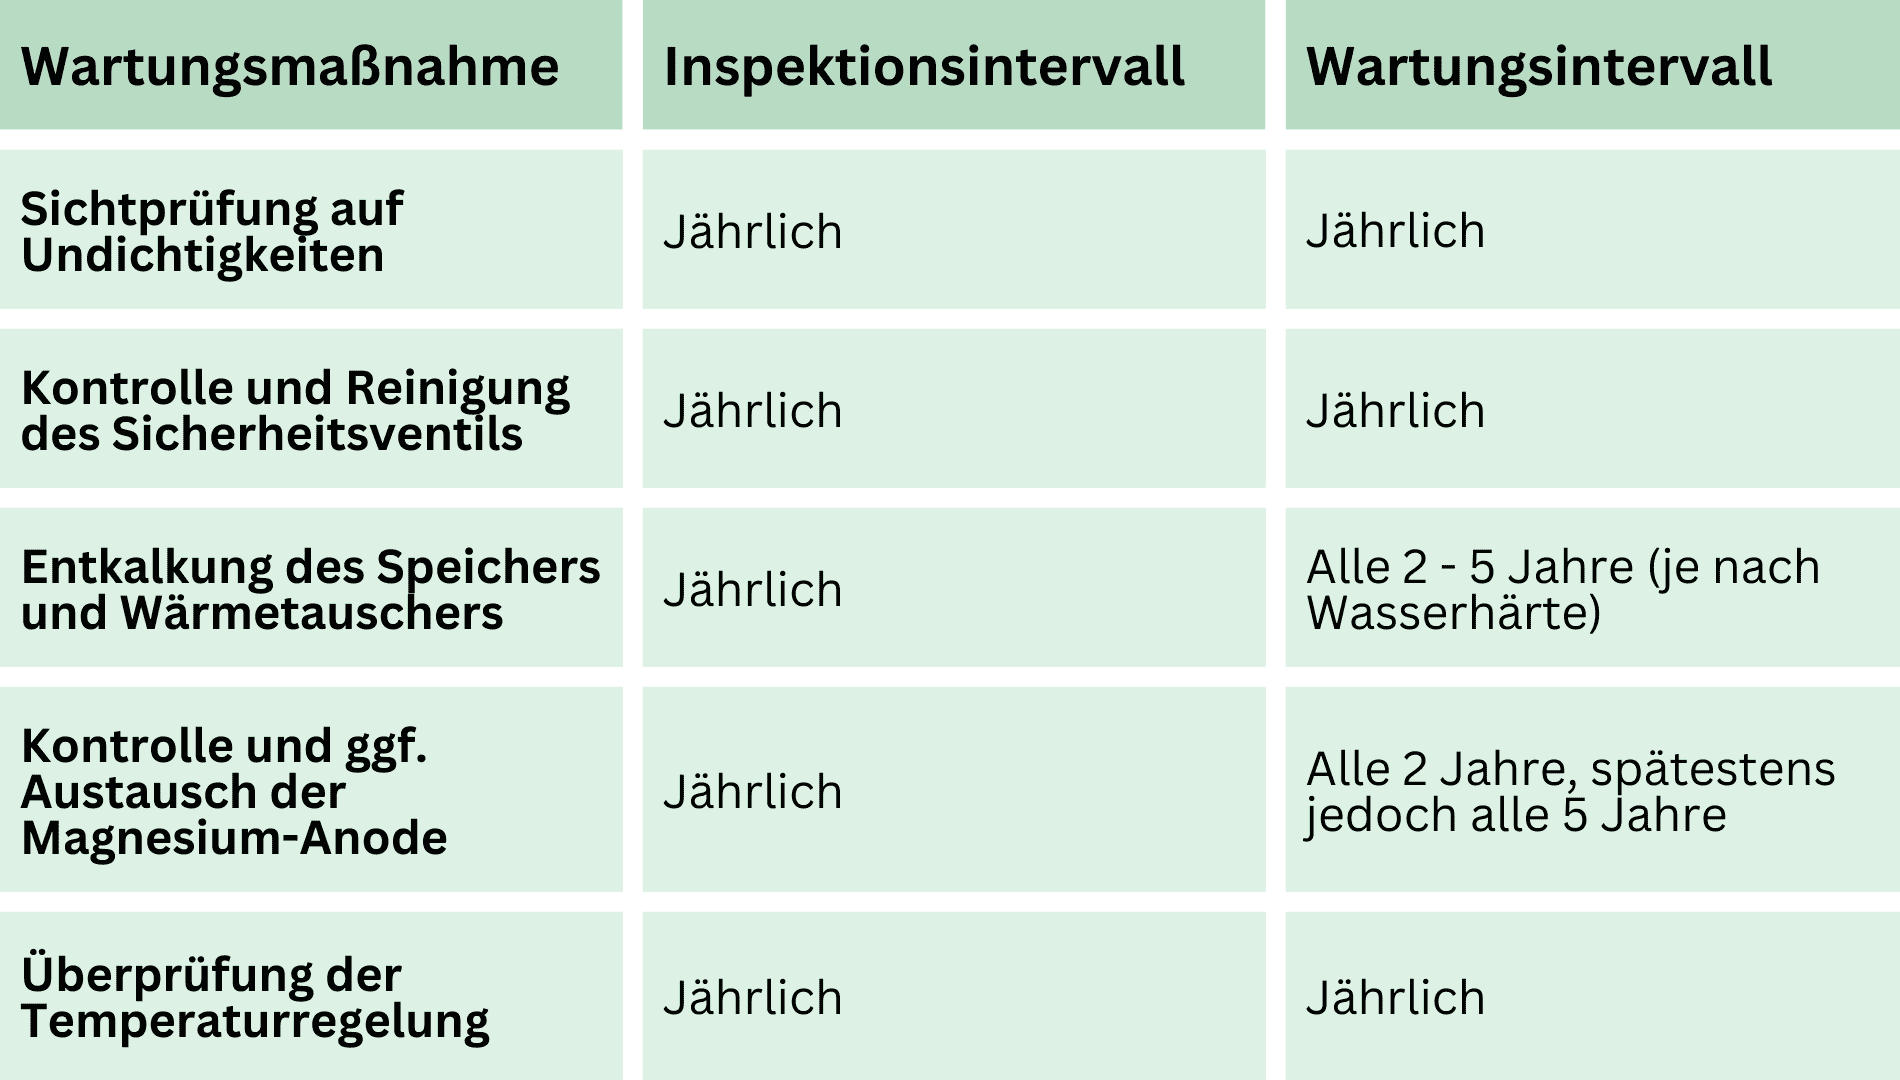 Wartungsmaßnahme
Inspektionsintervall
Wartungsintervall
Sichtprüfung auf
Undichtigkeiten
Jährlich
Jährlich
Kontrolle und Reinigung
des Sicherheitsventils
Jährlich
Jährlich
Entkalkung des Speichers
und Wärmetauschers
Jährlich
Alle 2 - 5 Jahre (je nach
Wasserhärte)
Kontrolle und ggf.
Austausch der
Magnesium-Anode
Jährlich
Alle 2 Jahre, spätestens
jedoch alle 5 Jahre
Überprüfung der
Temperaturregelung
Jährlich
Jährlich